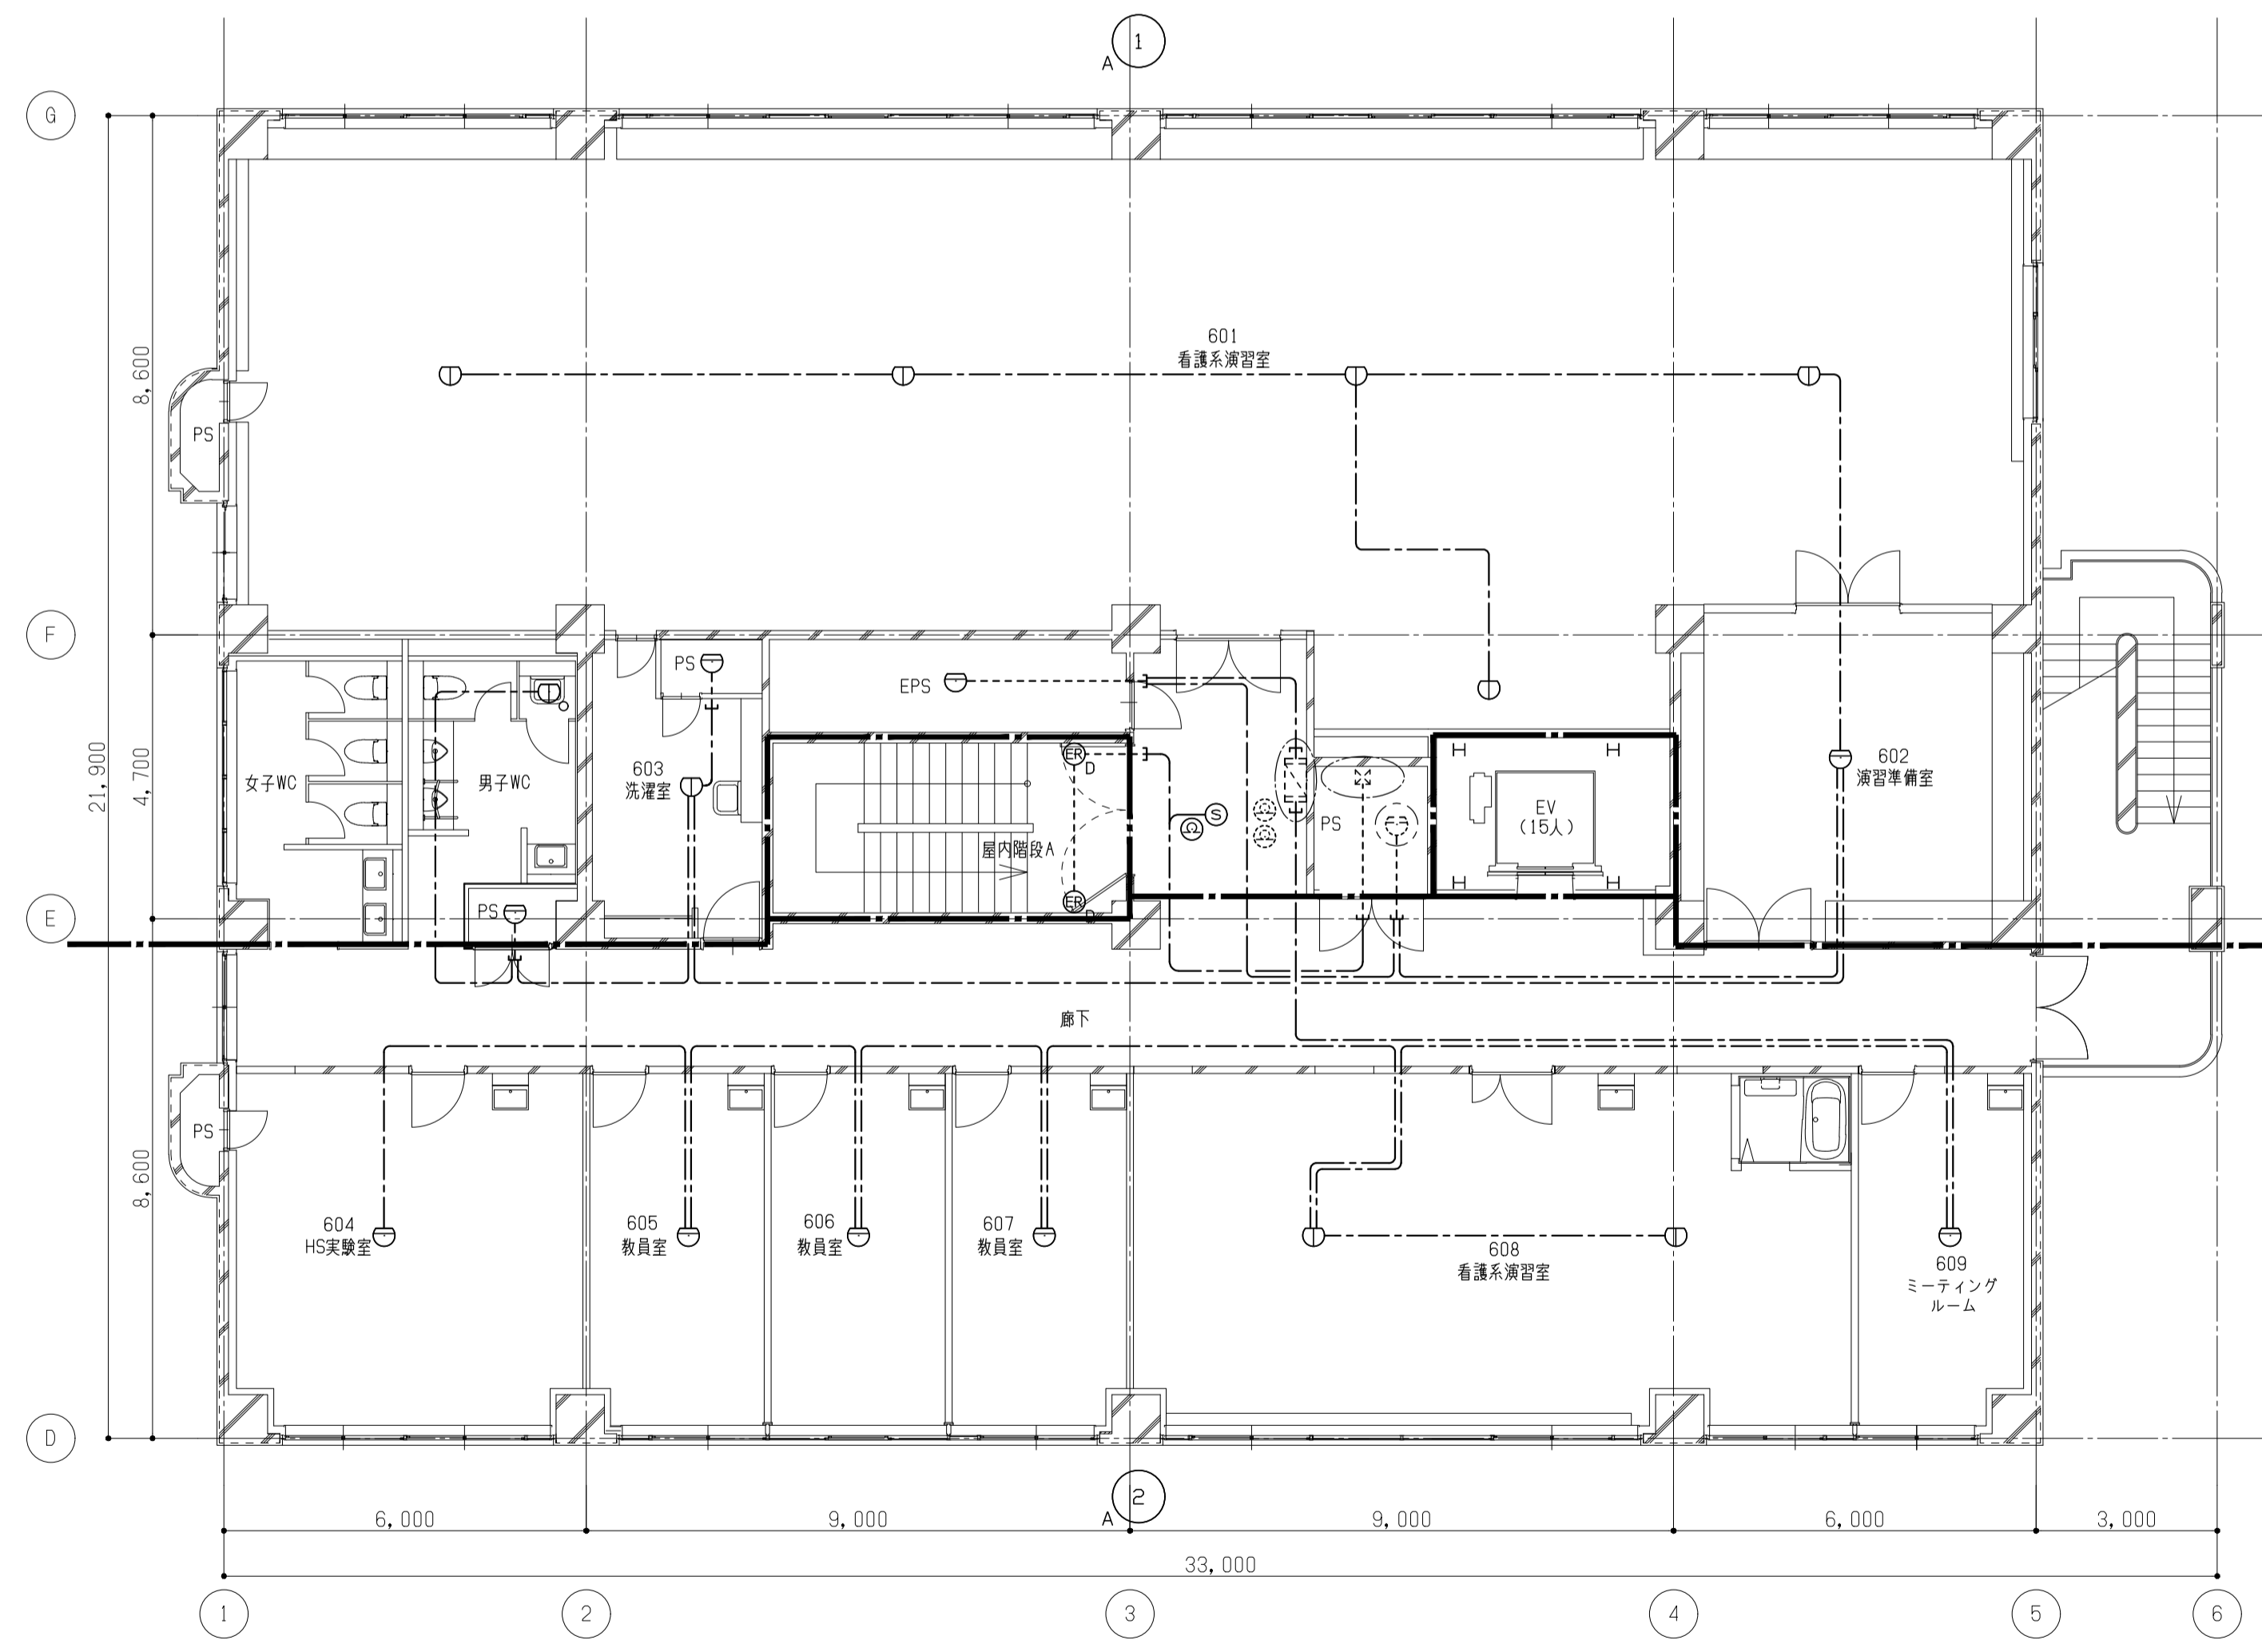 1
A
G
601
看護系演習室
8,600
PS
F
PS
EPS
21,900
4,700
女子WC
男子WC
603
洗濯室
ER
D
S
Ω
Ω
Ω
PS
EV
(15人)
602
演習準備室
屋内階段A
ER
D
E
PS
廊下
PS
8,600
604
HS実験室
605
教員室
606
教員室
607
教員室
608
看護系演習室
609
ミーティング
ルーム
D
2
A
6,000
9,000
9,000
6,000
3,000
33,000
1
2
3
4
5
6